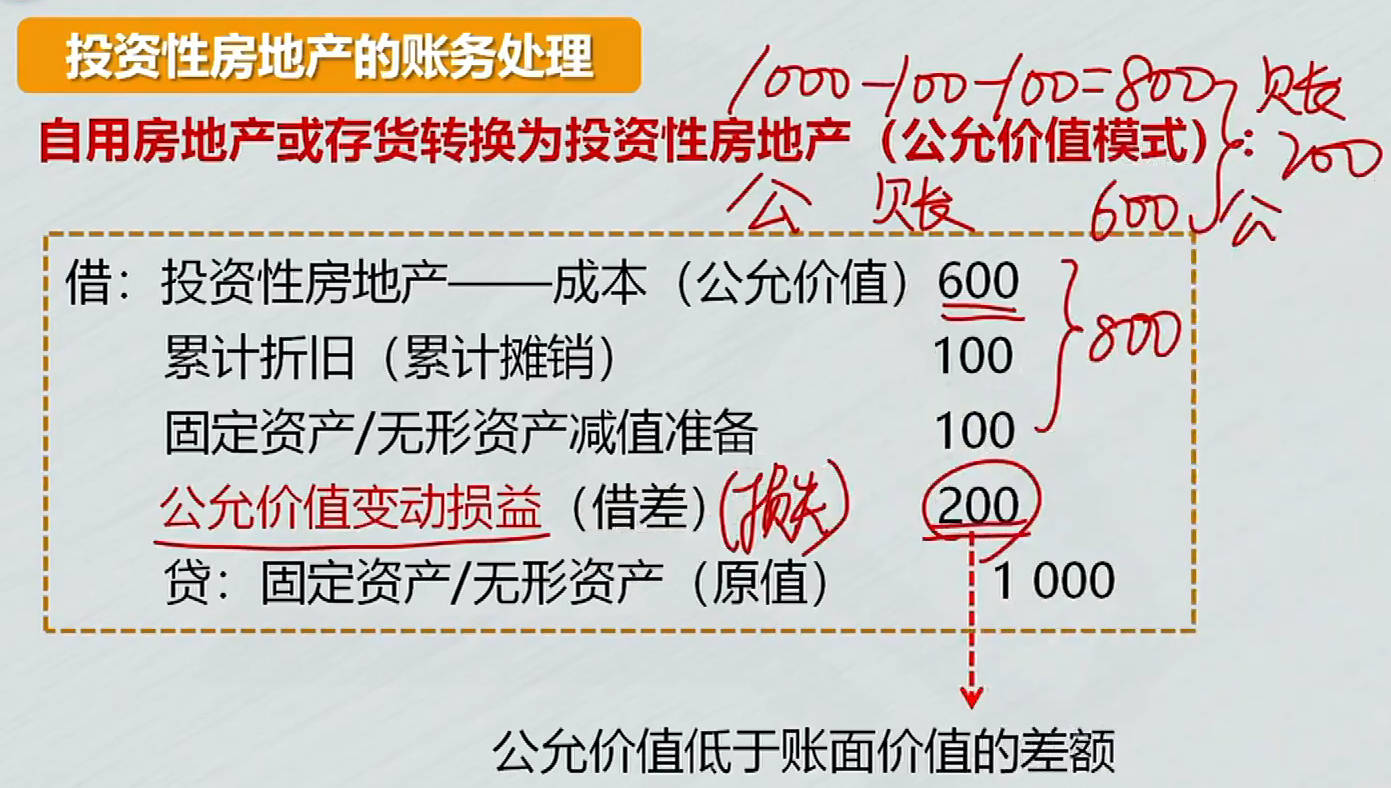 投资性房地产的账务处理
1000-100-100=800 账
自用房地产或存货转换为投资性房地产（公允价值模式）：
200
公 账 600 公
借：投资性房地产——成本（公允价值） 600
累计折旧（累计摊销） 100
800
固定资产/无形资产减值准备 100
公允价值变动损益（借差）(损失) 200
贷：固定资产/无形资产（原值） 1 000
公允价值低于账面价值的差额